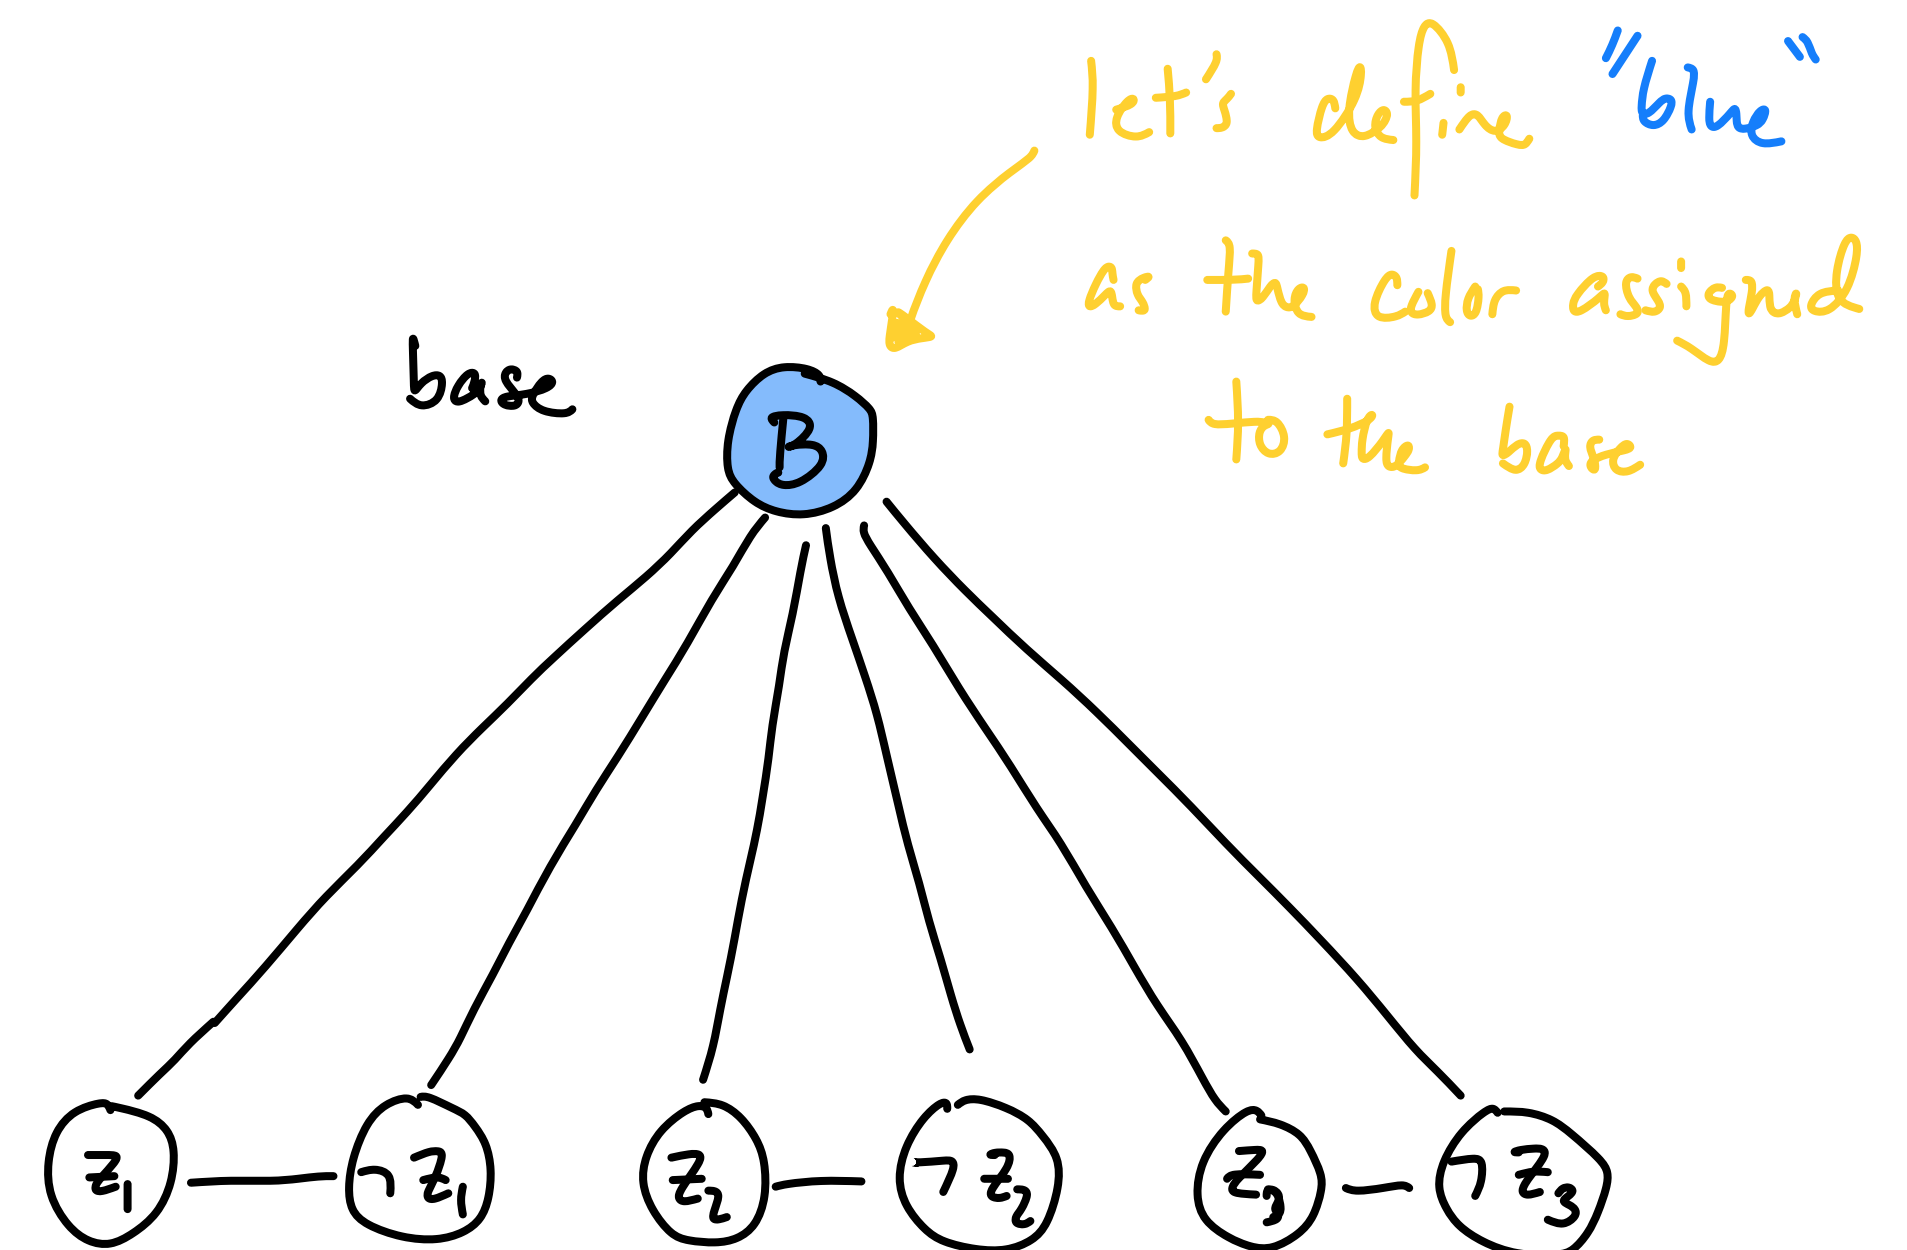 let's define "blue"
as the color assigned
to the base
base
B
z₁ ¬z₁ z₂ ¬z₂ z₃ ¬z₃